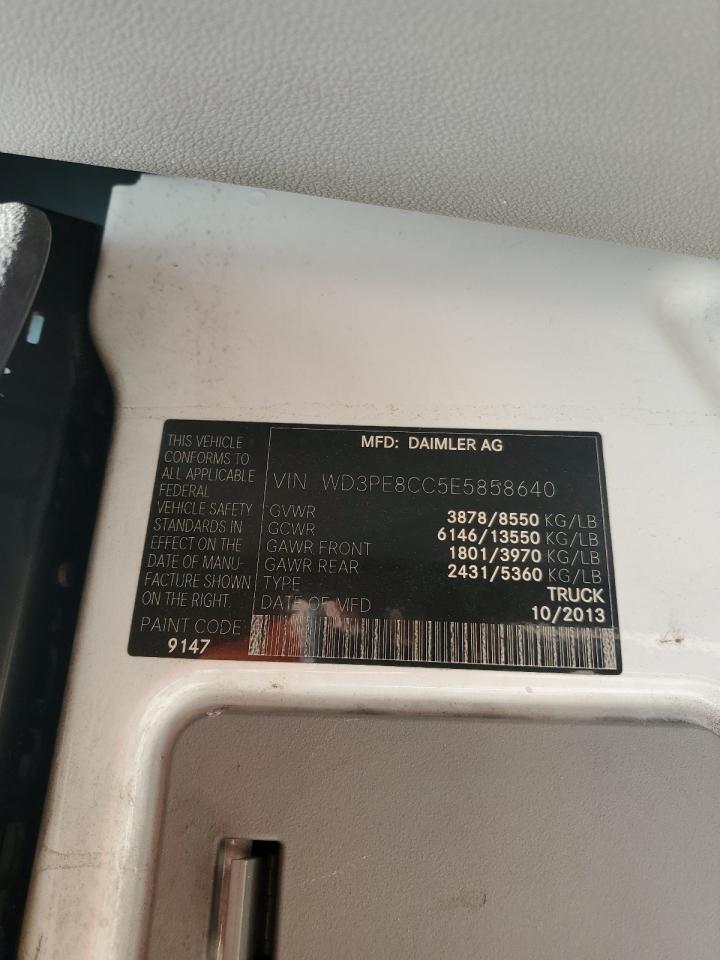 THIS VEHICLE
CONFORMS TO
ALL APPLICABLE
FEDERAL
VEHICLE SAFETY
STANDARDS IN
EFFECT ON THE
DATE OF MANU-
FACTURE SHOWN
ON THE RIGHT.
PAINT CODE
9147
MFD: DAIMLER AG
VIN WD3PE8CC5E5858640
GVWR 3878/8550 KG/LB
GCWR 6146/13550 KG/LB
GAWR FRONT 1801/3970 KG/LB
GAWR REAR 2431/5360 KG/LB
TYPE TRUCK
DATE OF MFD 10/2013